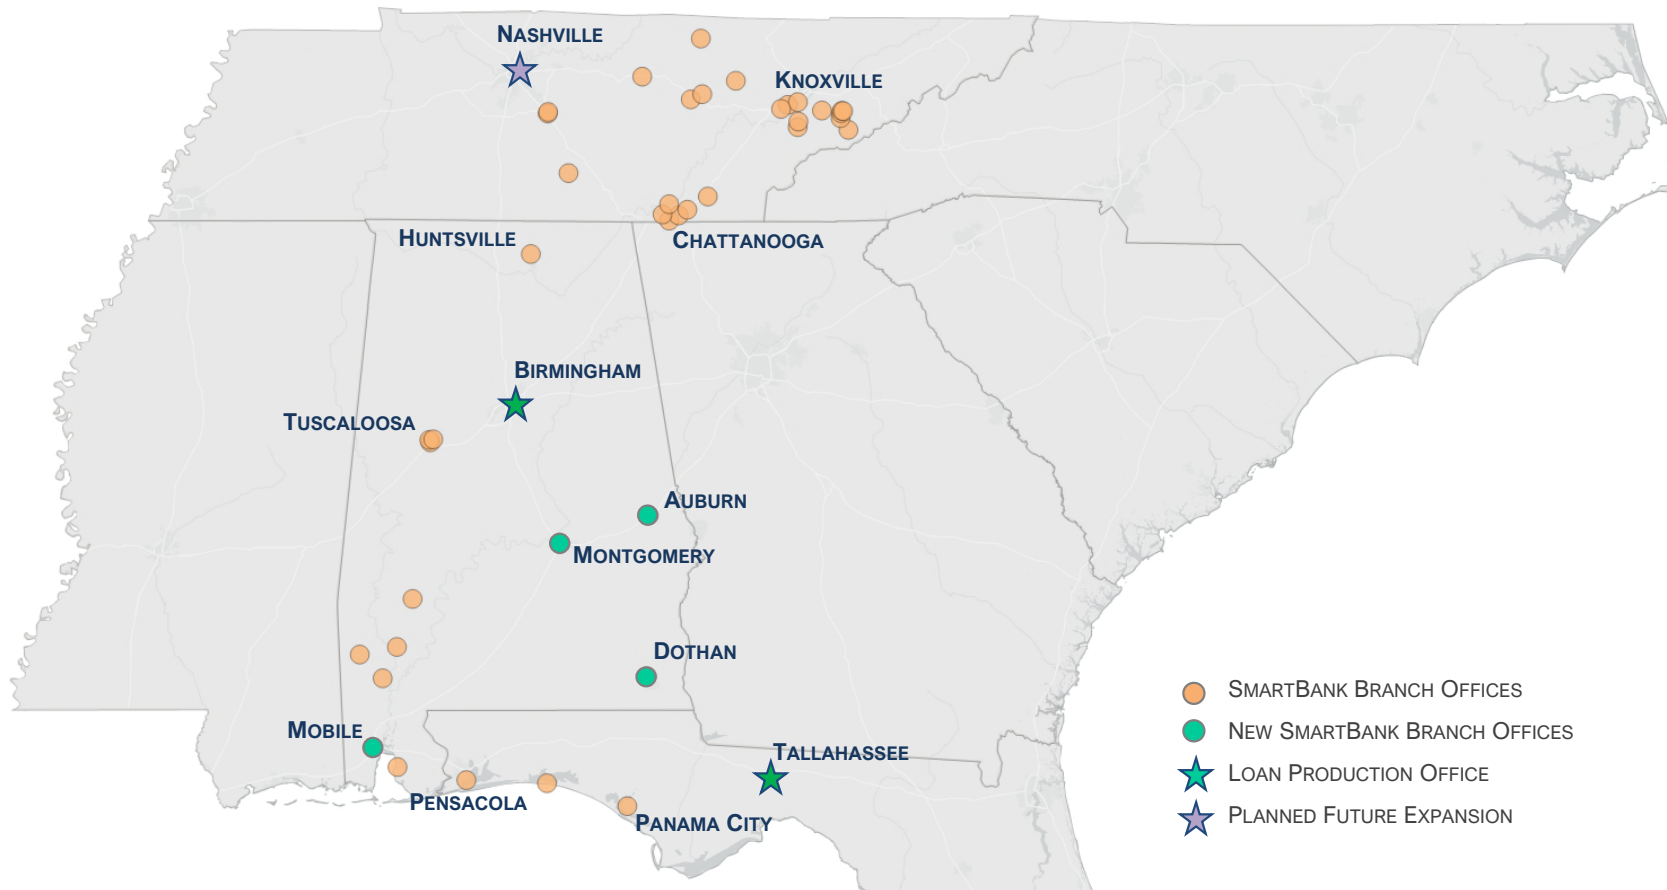 NASHVILLE
KNOXVILLE
HUNTSVILLE
CHATTANOOGA
BIRMINGHAM
TUSCALOOSA
AUBURN
MONTGOMERY
DOTHAN
MOBILE
TALLAHASSEE
PENSACOLA
PANAMA CITY
SMARTBANK BRANCH OFFICES
NEW SMARTBANK BRANCH OFFICES
LOAN PRODUCTION OFFICE
PLANNED FUTURE EXPANSION